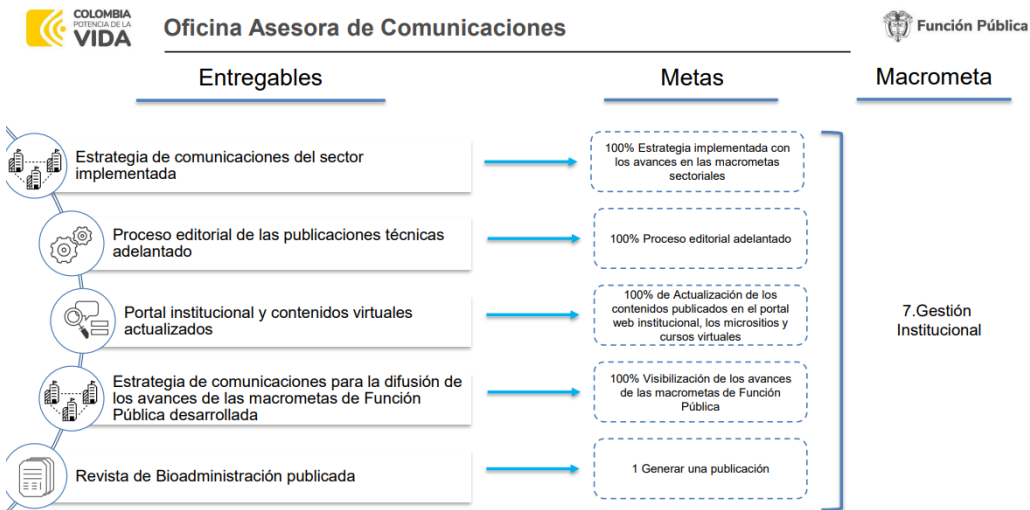 COLOMBIA
POTENCIA DE LA
VIDA
Oficina Asesora de Comunicaciones
Función Pública
Entregables
Metas
Macrometa
Estrategia de comunicaciones del sector
implementada
100% Estrategia implementada con
los avances en las macrometas
sectoriales
Proceso editorial de las publicaciones técnicas
adelantado
100% Proceso editorial adelantado
Portal institucional y contenidos virtuales
actualizados
100% de Actualización de los
contenidos publicados en el portal
web institucional, los micrositios y
cursos virtuales
Estrategia de comunicaciones para la difusión de
los avances de las macrometas de Función
Pública desarrollada
100% Visibilización de los avances
de las macrometas de Función
Pública
Revista de Bioadministración publicada
1 Generar una publicación
7.Gestión
Institucional